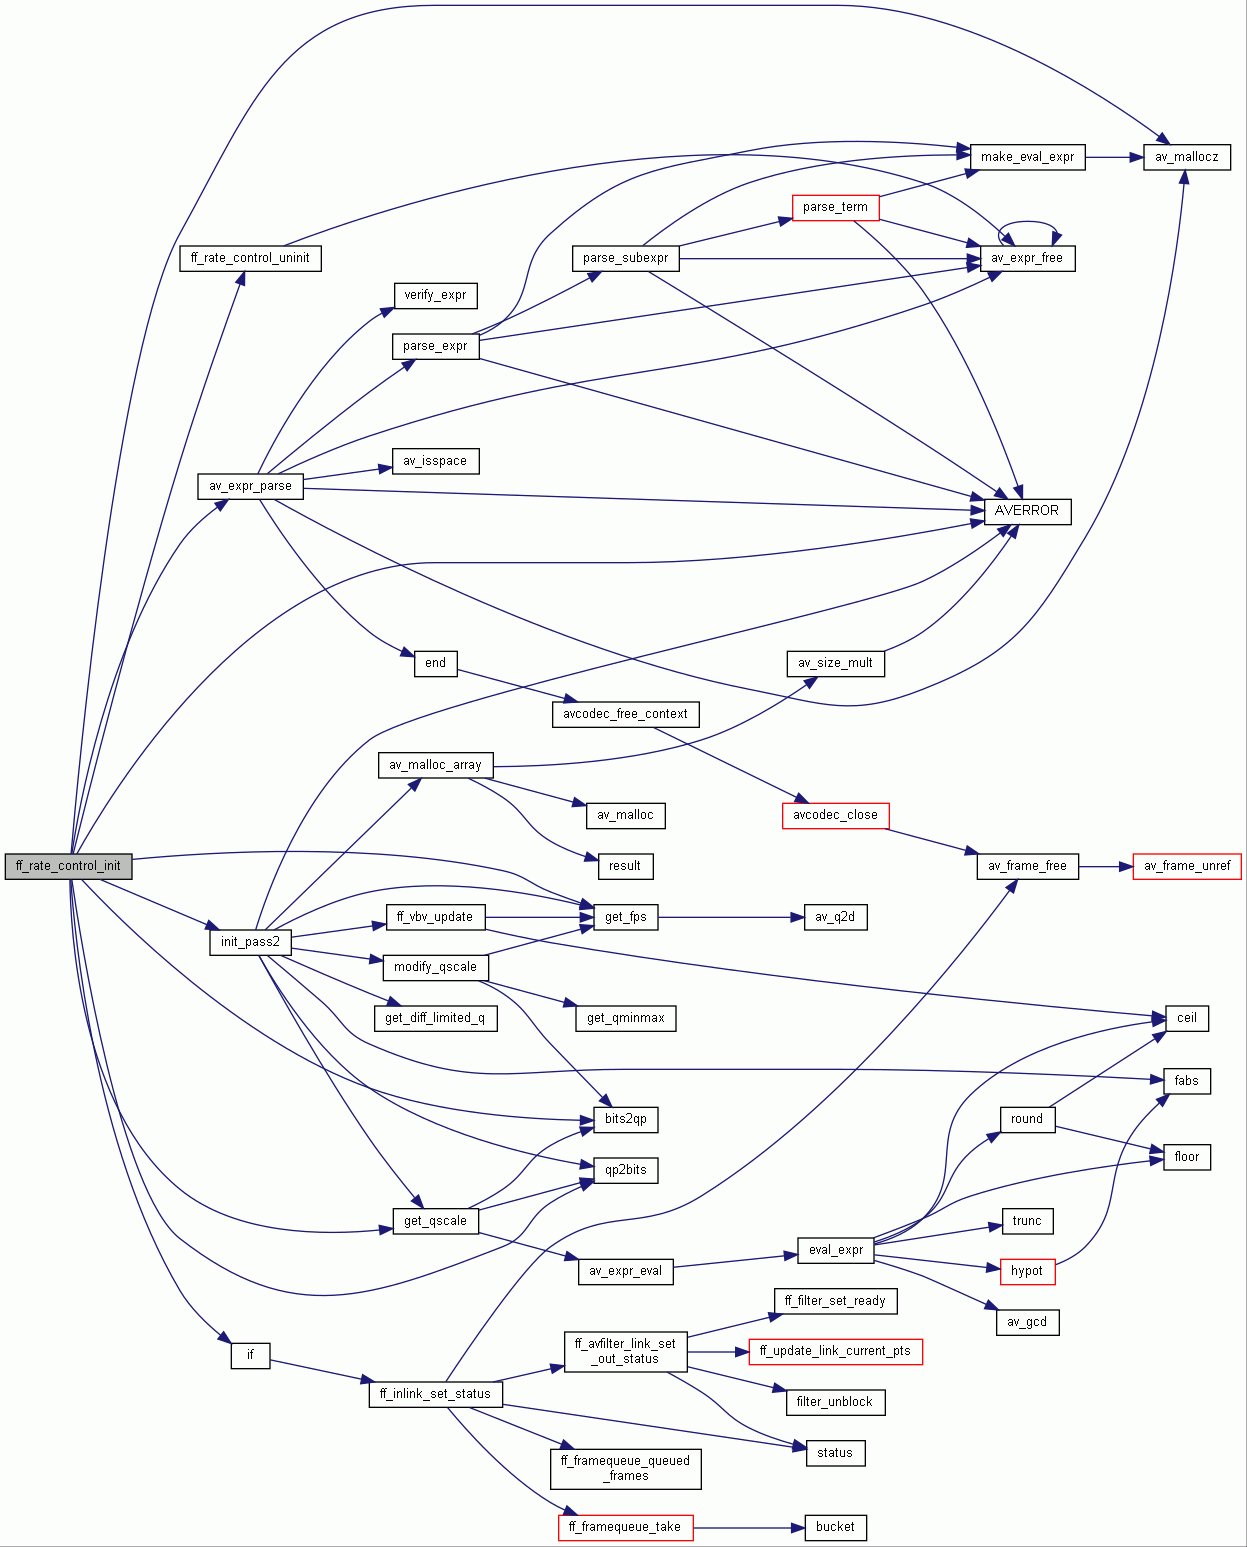 make_eval_expr
av_mallocz
parse_term
ff_rate_control_uninit
parse_subexpr
av_expr_free
verify_expr
parse_expr
av_isspace
av_expr_parse
AVERROR
end
av_size_mult
avcodec_free_context
av_malloc_array
av_malloc
avcodec_close
ff_rate_control_init
result
av_frame_free
av_frame_unref
ff_vbv_update
get_fps
av_q2d
init_pass2
modify_qscale
get_diff_limited_q
get_qminmax
ceil
fabs
bits2qp
round
floor
qp2bits
get_qscale
trunc
eval_expr
av_expr_eval
hypot
ff_filter_set_ready
av_gcd
if
ff_avfilter_link_set
_out_status
ff_update_link_current_pts
ff_inlink_set_status
filter_unblock
status
ff_framequeue_queued
_frames
ff_framequeue_take
bucket